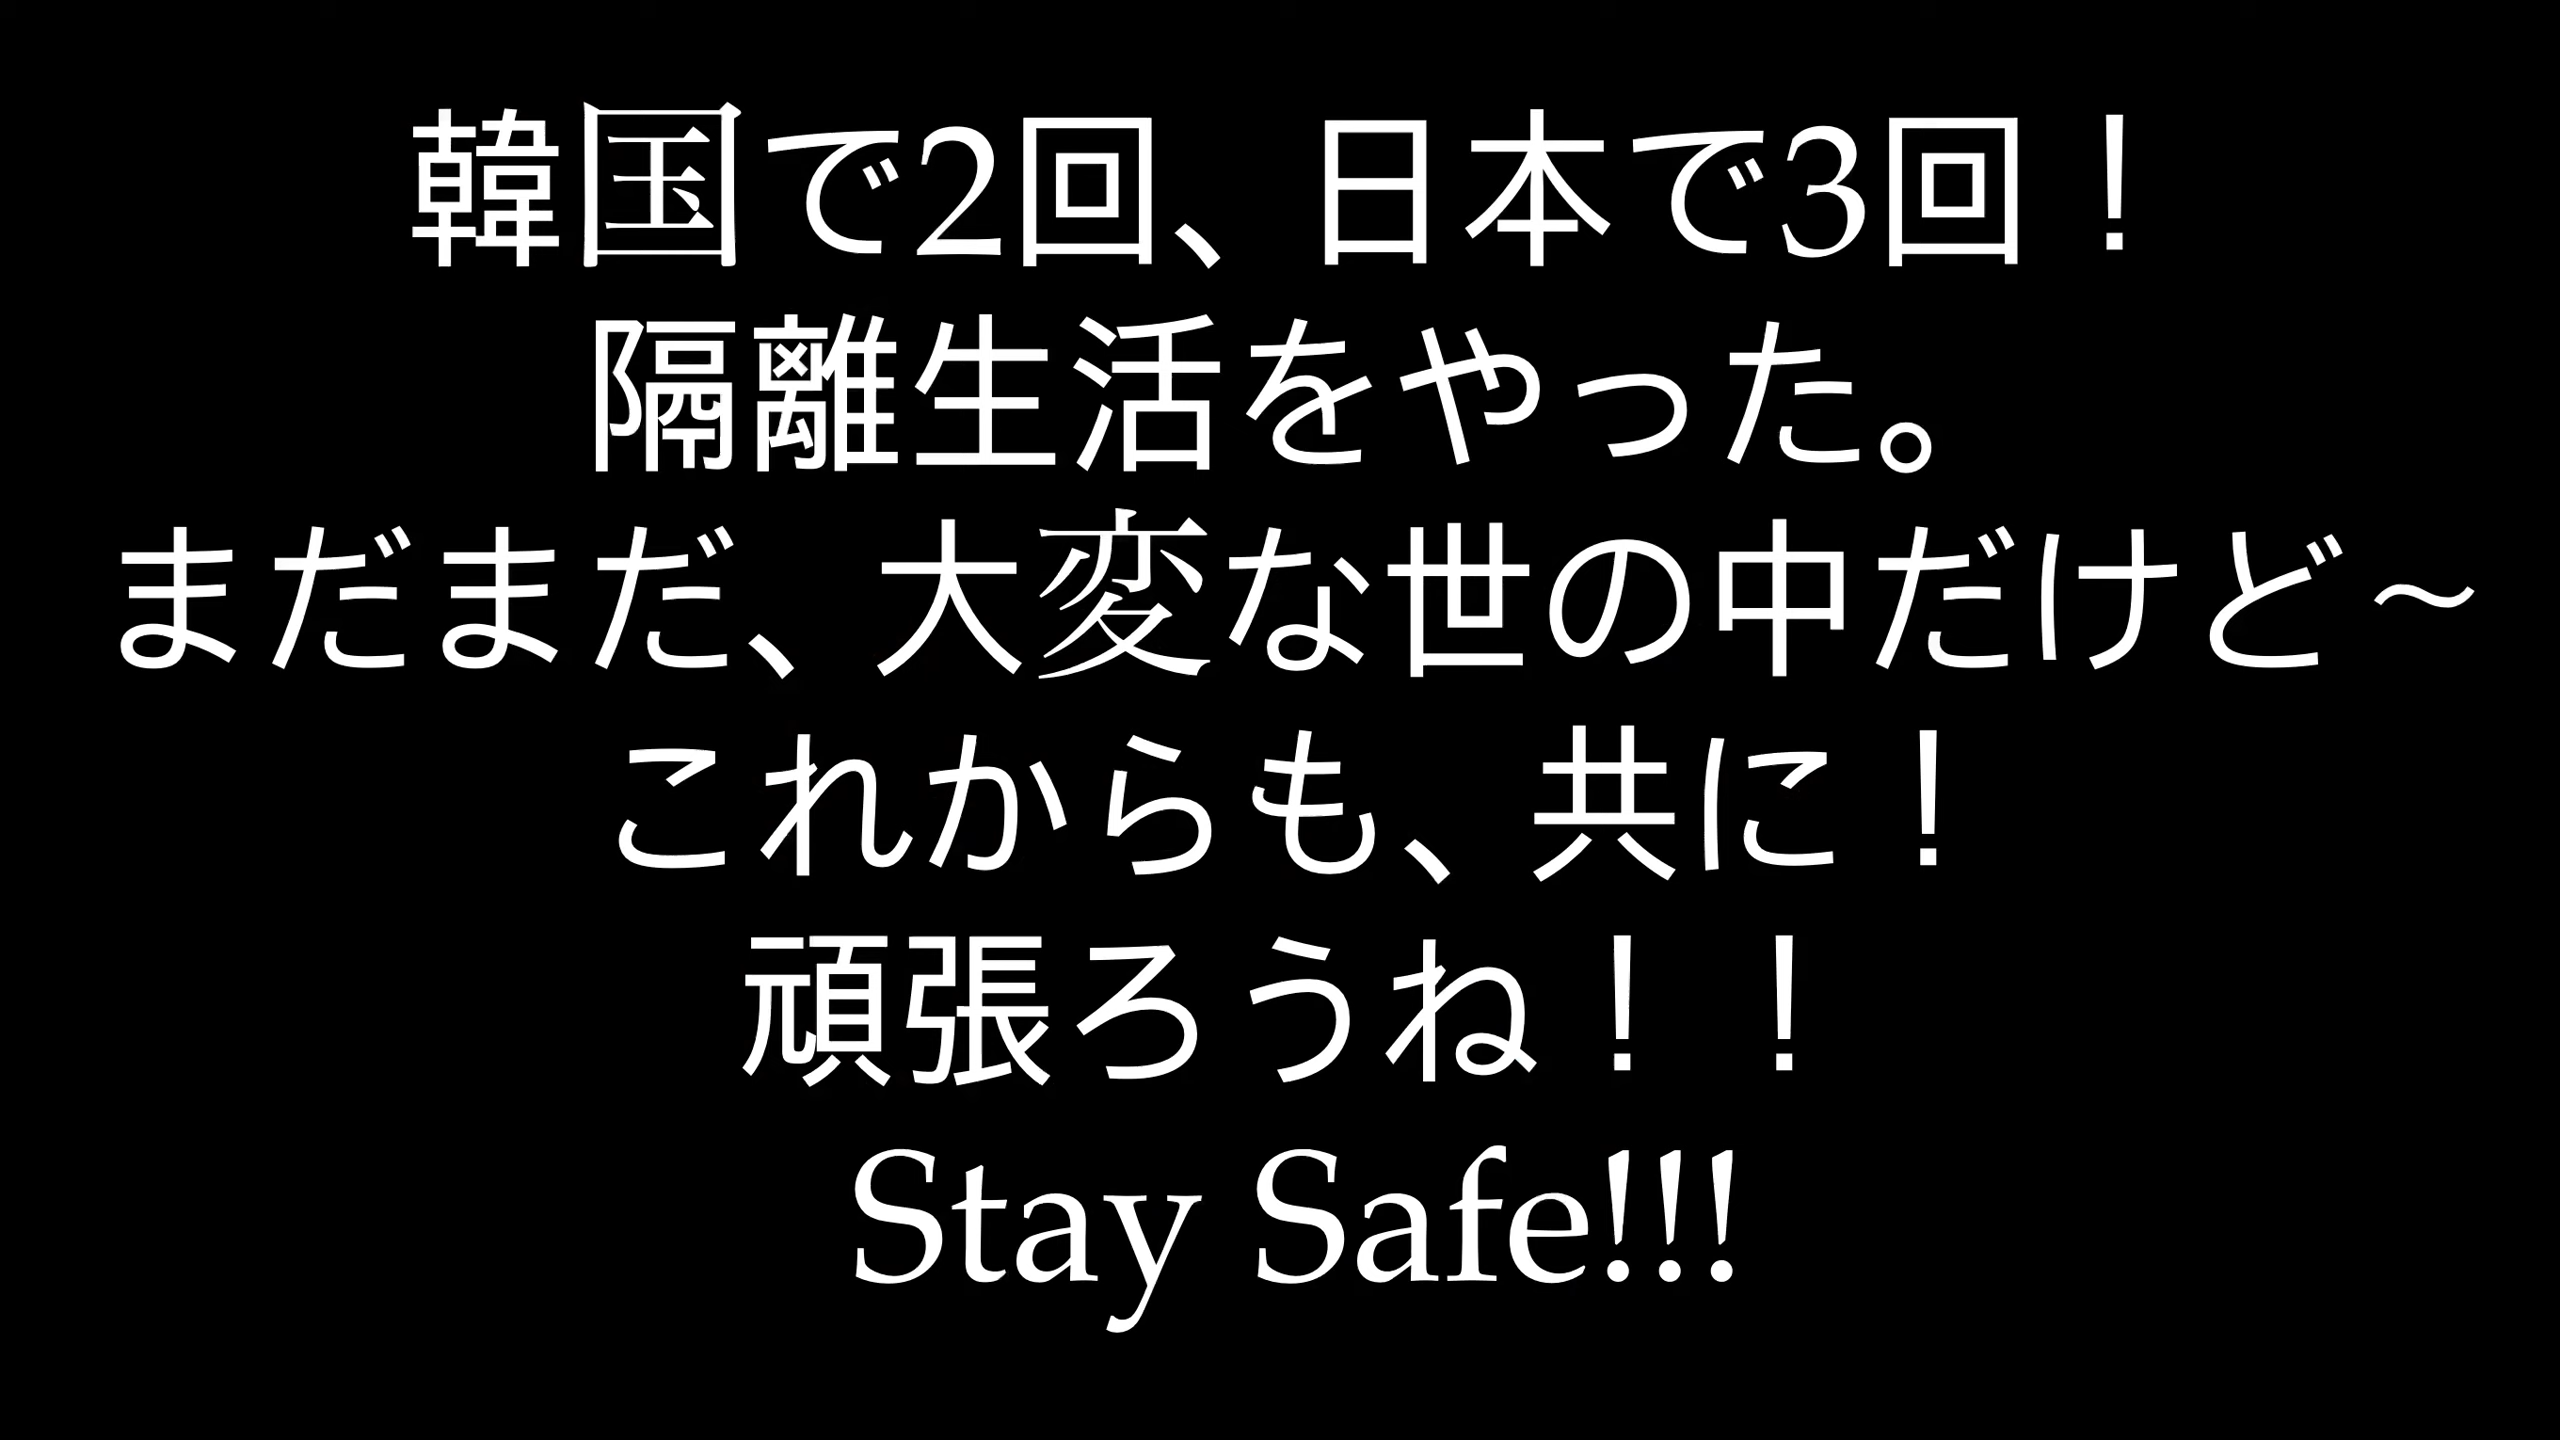 韓国で2回、日本で3回！
隔離生活をやった。
まだまだ、大変な世の中だけど～
これからも、共に！
頑張ろうね！！
Stay Safe!!!